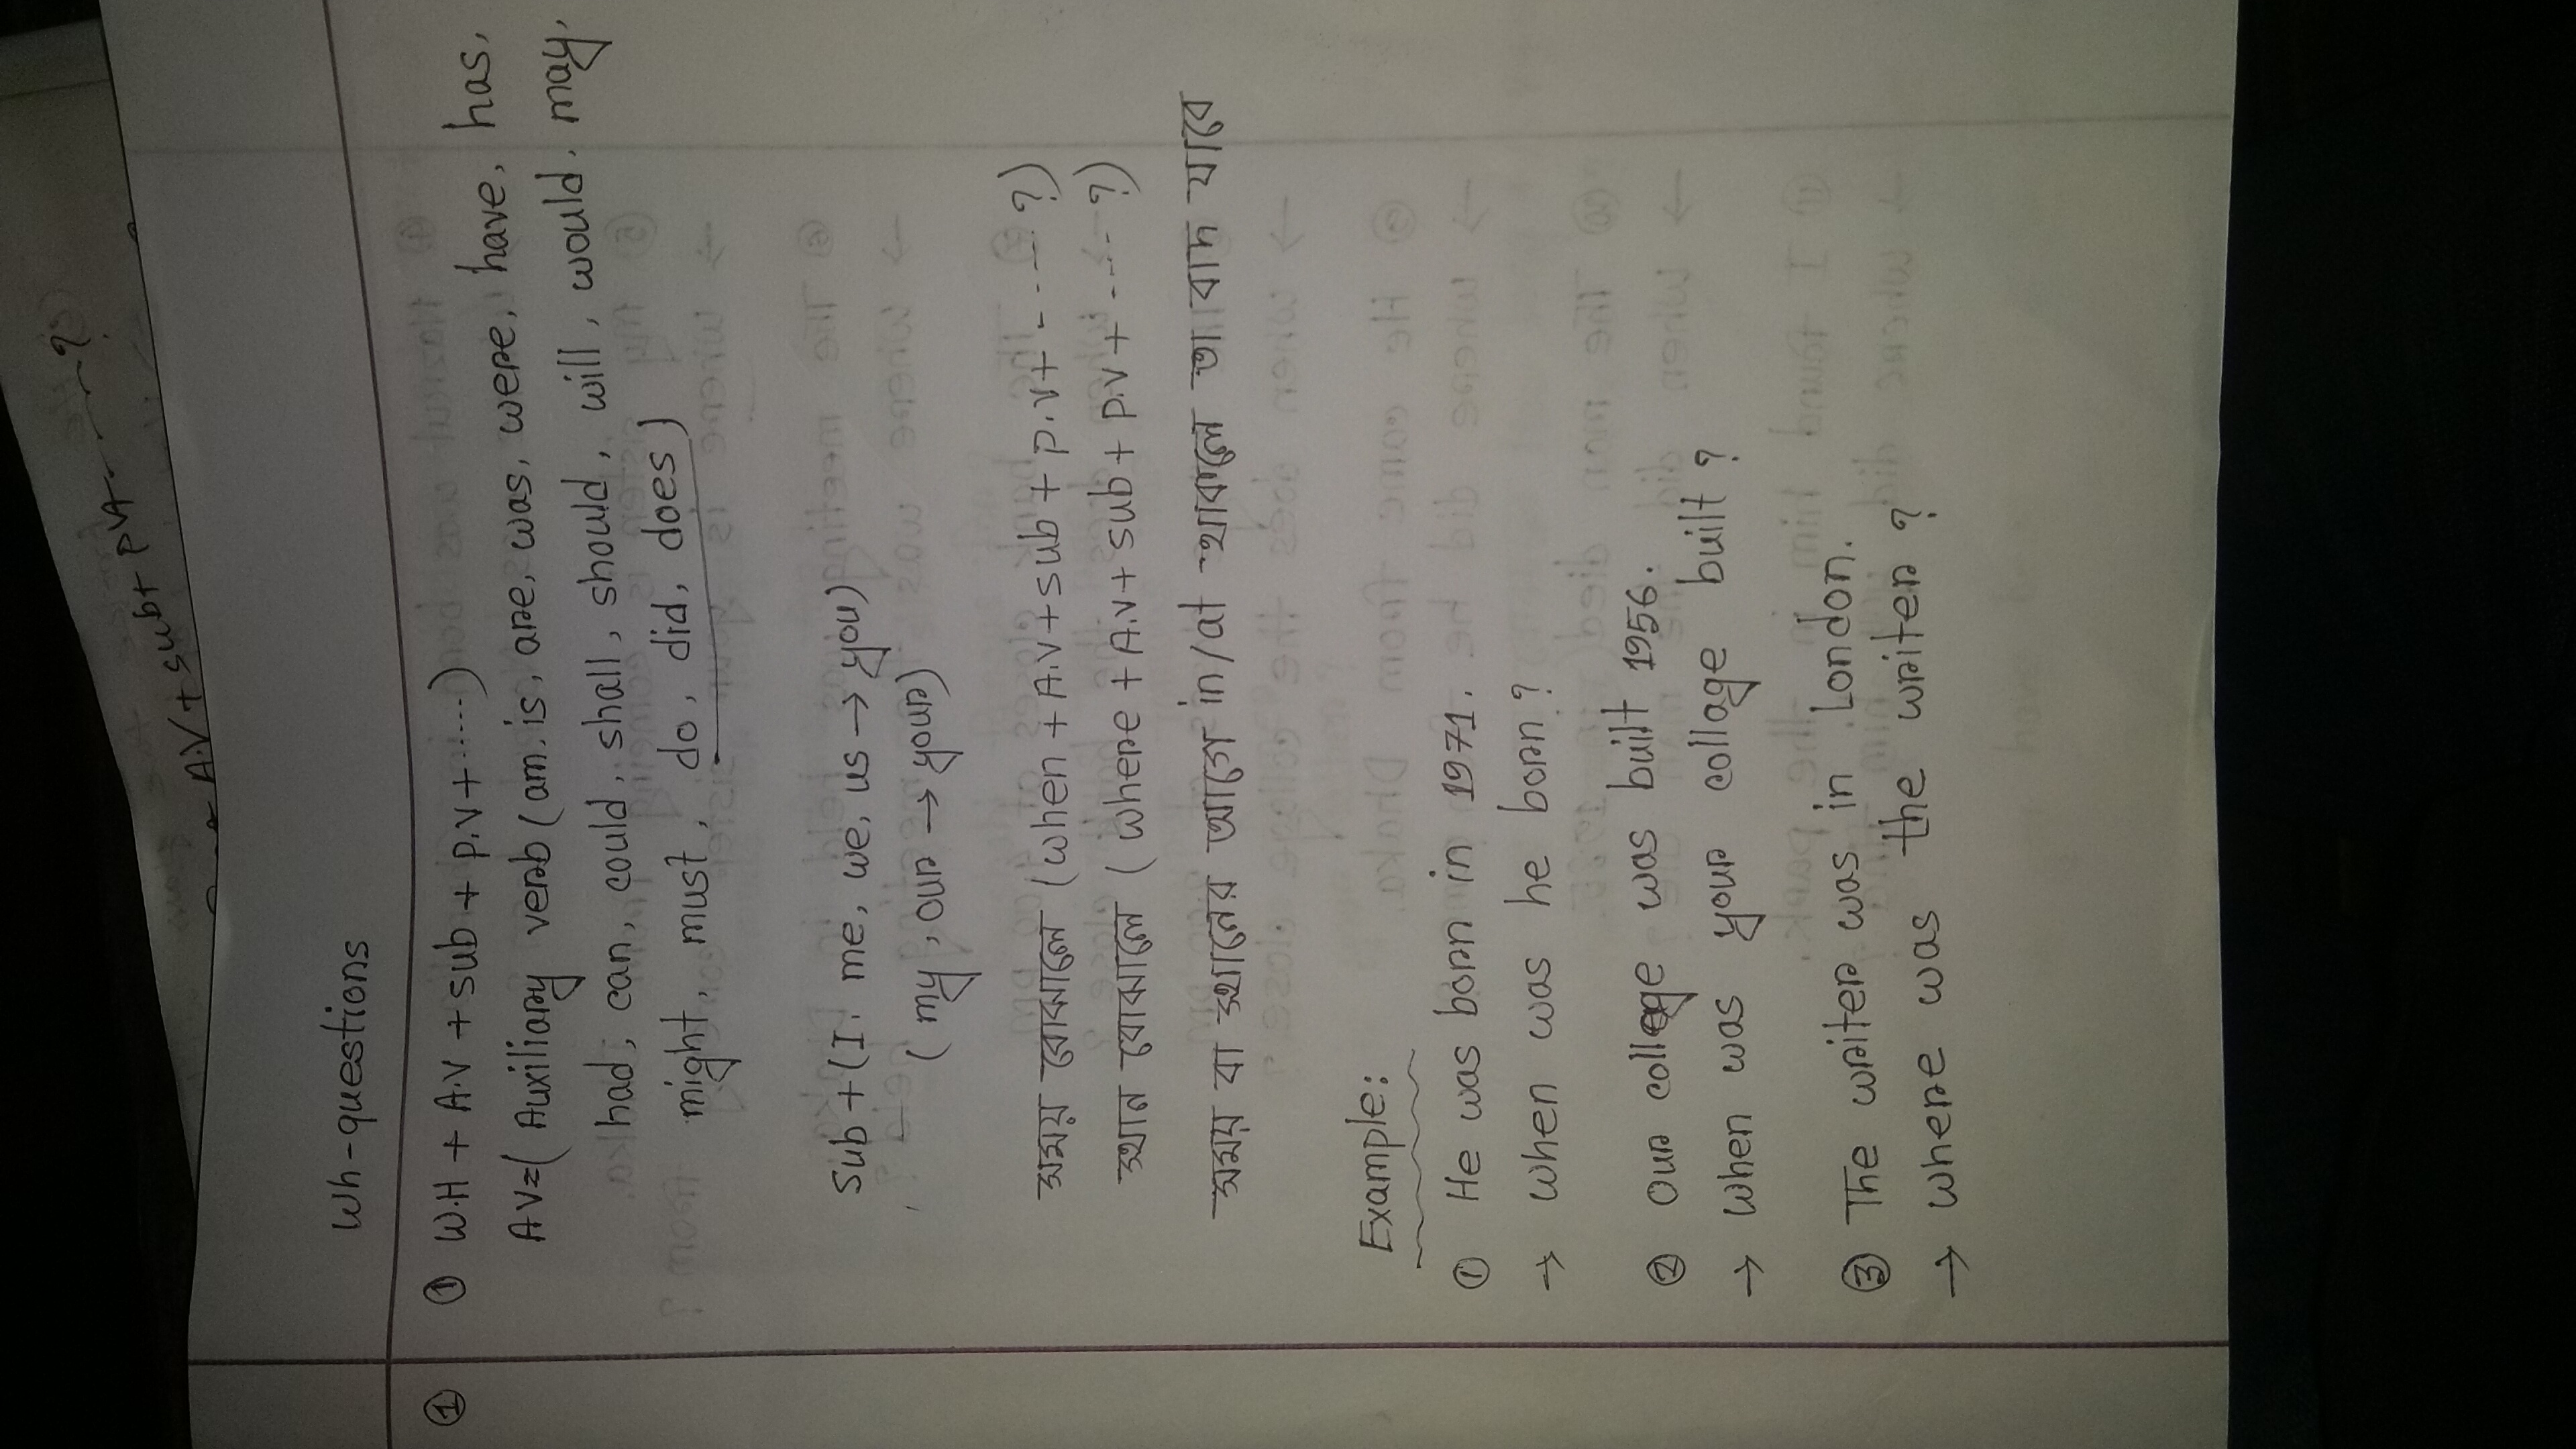 A.V + sub + p.v ------ ?
Wh-questions
① ① W.H + A.V + sub + p.v + ......)
AV=( Auxiliary verb (am, is, are, was, were, have, has,
had, can, could, shall, should, will, would, may,
might, must, do, did, does)
Sub + (I, me, we, us → you)
( my, our → your)
সময় বোঝালে (when + A.V + sub + p.v + - ---- ?)
স্থান বোঝালে ( where + A.v + sub + p.v + ---- ?)
সময় বা স্থানের আগে in/at থাকলে তা বাদ যাবে
Example:
① He was born in 1971.
→ When was he born?
② Our college was built 1956.
→ When was your collage built?
③ The writer was in London.
→ Where was the writer ?